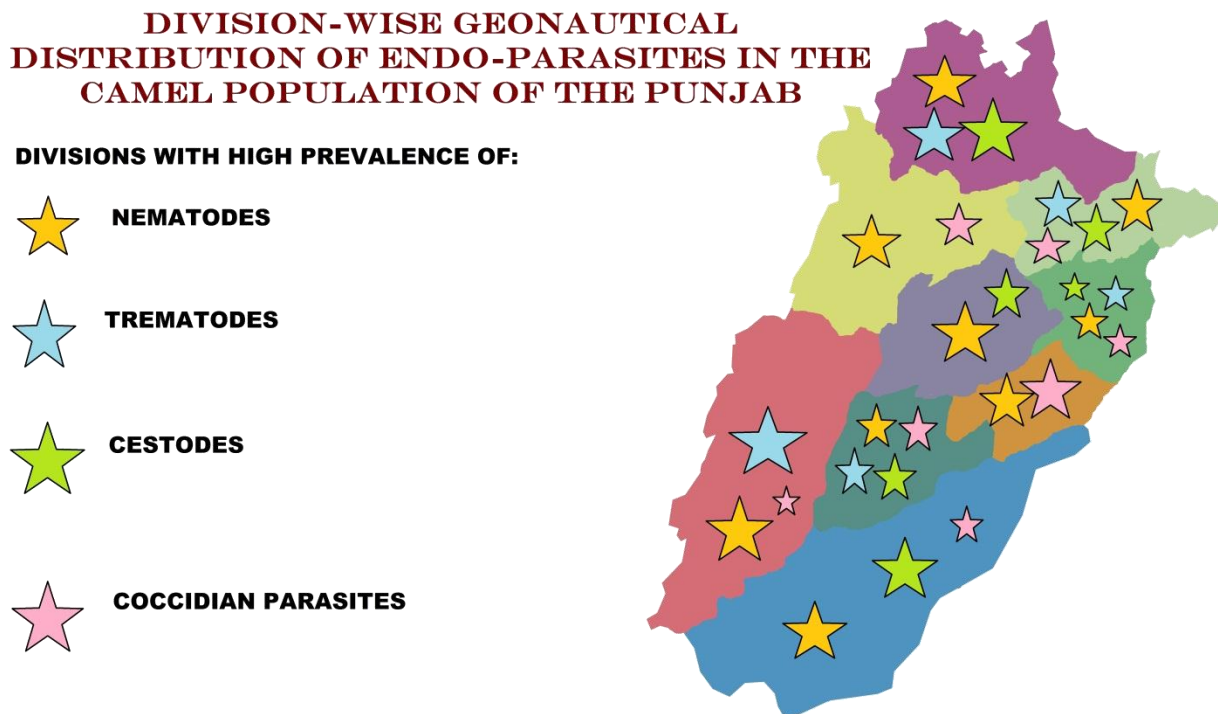 DIVISION-WISE GEONAUTICAL
DISTRIBUTION OF ENDO-PARASITES IN THE
CAMEL POPULATION OF THE PUNJAB
DIVISIONS WITH HIGH PREVALENCE OF:
NEMATODES
TREMATODES
CESTODES
COCCIDIAN PARASITES